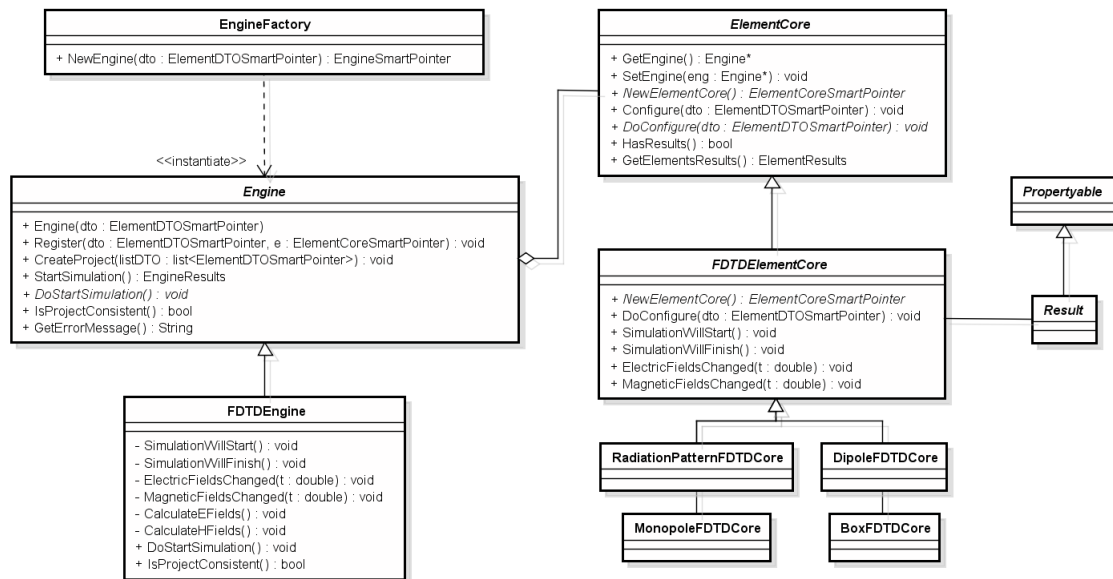 EngineFactory
+ NewEngine(dto : ElementDTOSmartPointer) : EngineSmartPointer
<<instantiate>>
Engine
+ Engine(dto : ElementDTOSmartPointer)
+ Register(dto : ElementDTOSmartPointer, e : ElementCoreSmartPointer) : void
+ CreateProject(listDTO : list<ElementDTOSmartPointer>) : void
+ StartSimulation() : EngineResults
+ DoStartSimulation() : void
+ IsProjectConsistent() : bool
+ GetErrorMessage() : String
FDTDEngine
- SimulationWillStart() : void
- SimulationWillFinish() : void
- ElectricFieldsChanged(t : double) : void
- MagneticFieldsChanged(t : double) : void
- CalculateEFields() : void
- CalculateHFields() : void
+ DoStartSimulation() : void
+ IsProjectConsistent() : bool
ElementCore
+ GetEngine() : Engine*
+ SetEngine(eng : Engine*) : void
+ NewElementCore() : ElementCoreSmartPointer
+ Configure(dto : ElementDTOSmartPointer) : void
+ DoConfigure(dto : ElementDTOSmartPointer) : void
+ HasResults() : bool
+ GetElementsResults() : ElementResults
FDTDElementCore
+ NewElementCore() : ElementCoreSmartPointer
+ DoConfigure(dto : ElementDTOSmartPointer) : void
+ SimulationWillStart() : void
+ SimulationWillFinish() : void
+ ElectricFieldsChanged(t : double) : void
+ MagneticFieldsChanged(t : double) : void
Propertyable
Result
RadiationPatternFDTDCore
DipoleFDTDCore
MonopoleFDTDCore
BoxFDTDCore